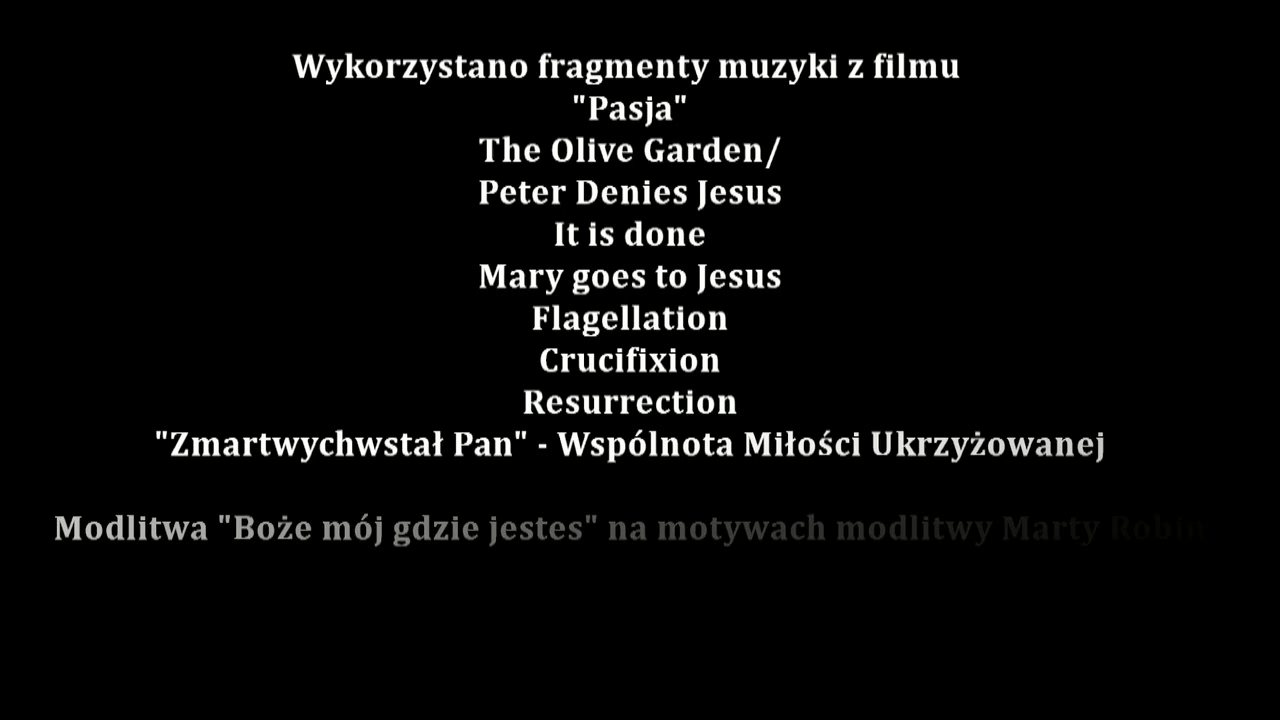 Wykorzystano fragmenty muzyki z filmu
"Pasja"
The Olive Garden/
Peter Denies Jesus
It is done
Mary goes to Jesus
Flagellation
Crucifixion
Resurrection
"Zmartwychwstał Pan" - Wspólnota Miłości Ukrzyżowanej
Modlitwa "Boże mój gdzie jestes" na motywach modlitwy Marty Robin